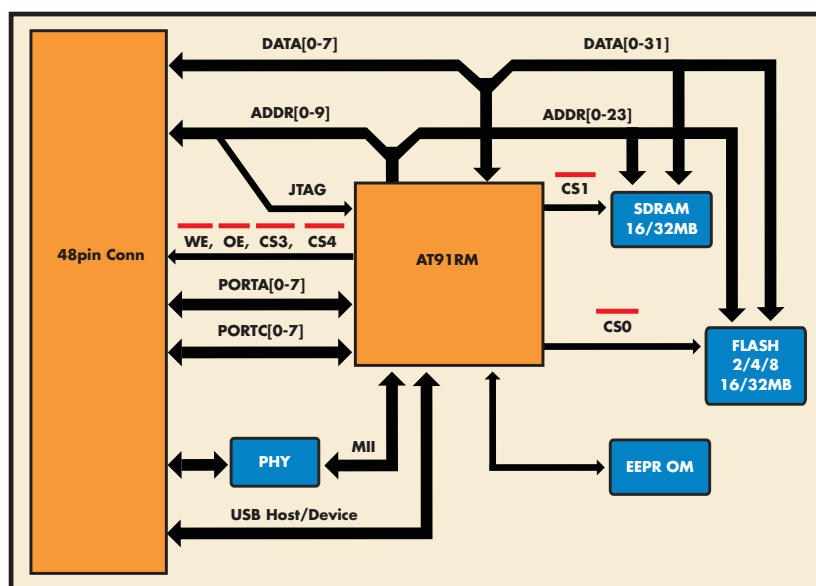 DATA[0-7]
DATA[0-31]
ADDR[0-9]
ADDR[0-23]
JTAG
CS1
SDRAM
16/32MB
WE, OE, CS3, CS4
48pin Conn
AT91RM
PORTA[0-7]
CS0
PORTC[0-7]
FLASH
2/4/8
16/32MB
MII
PHY
EEPR OM
USB Host/Device